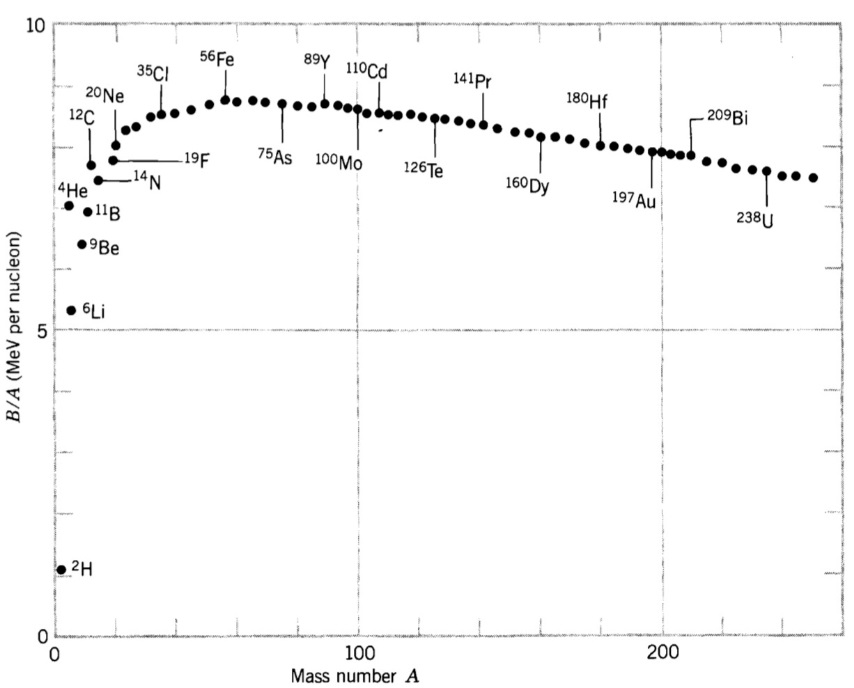 10
⁵⁶Fe
³⁵Cl
⁸⁹Y
¹¹⁰Cd
¹⁴¹Pr
²⁰Ne
¹⁸⁰Hf
²⁰⁹Bi
¹²C
¹⁹F
⁷⁵As
¹⁰⁰Mo
¹²⁶Te
¹⁴N
¹⁶⁰Dy
⁴He
¹⁹⁷Au
¹¹B
²³⁸U
⁹Be
⁶Li
5
B/A (MeV per nucleon)
²H
0
0
100
200
Mass number A